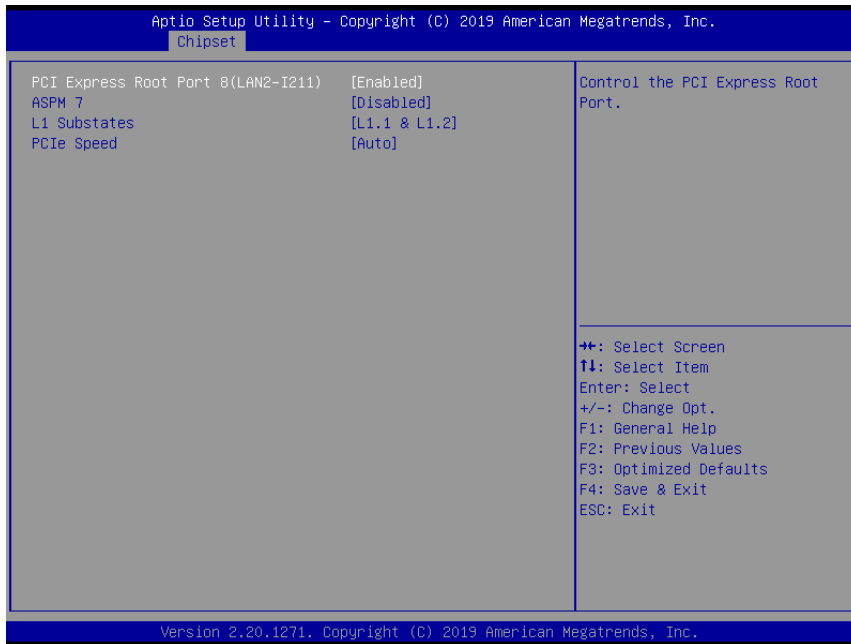 Aptio Setup Utility – Copyright (C) 2019 American Megatrends, Inc.
Chipset
PCI Express Root Port 8(LAN2-I211) [Enabled]
ASPM 7 [Disabled]
L1 Substates [L1.1 & L1.2]
PCIe Speed [Auto]
Control the PCI Express Root
Port.
→←: Select Screen
↑↓: Select Item
Enter: Select
+/-: Change Opt.
F1: General Help
F2: Previous Values
F3: Optimized Defaults
F4: Save & Exit
ESC: Exit
Version 2.20.1271. Copyright (C) 2019 American Megatrends, Inc.